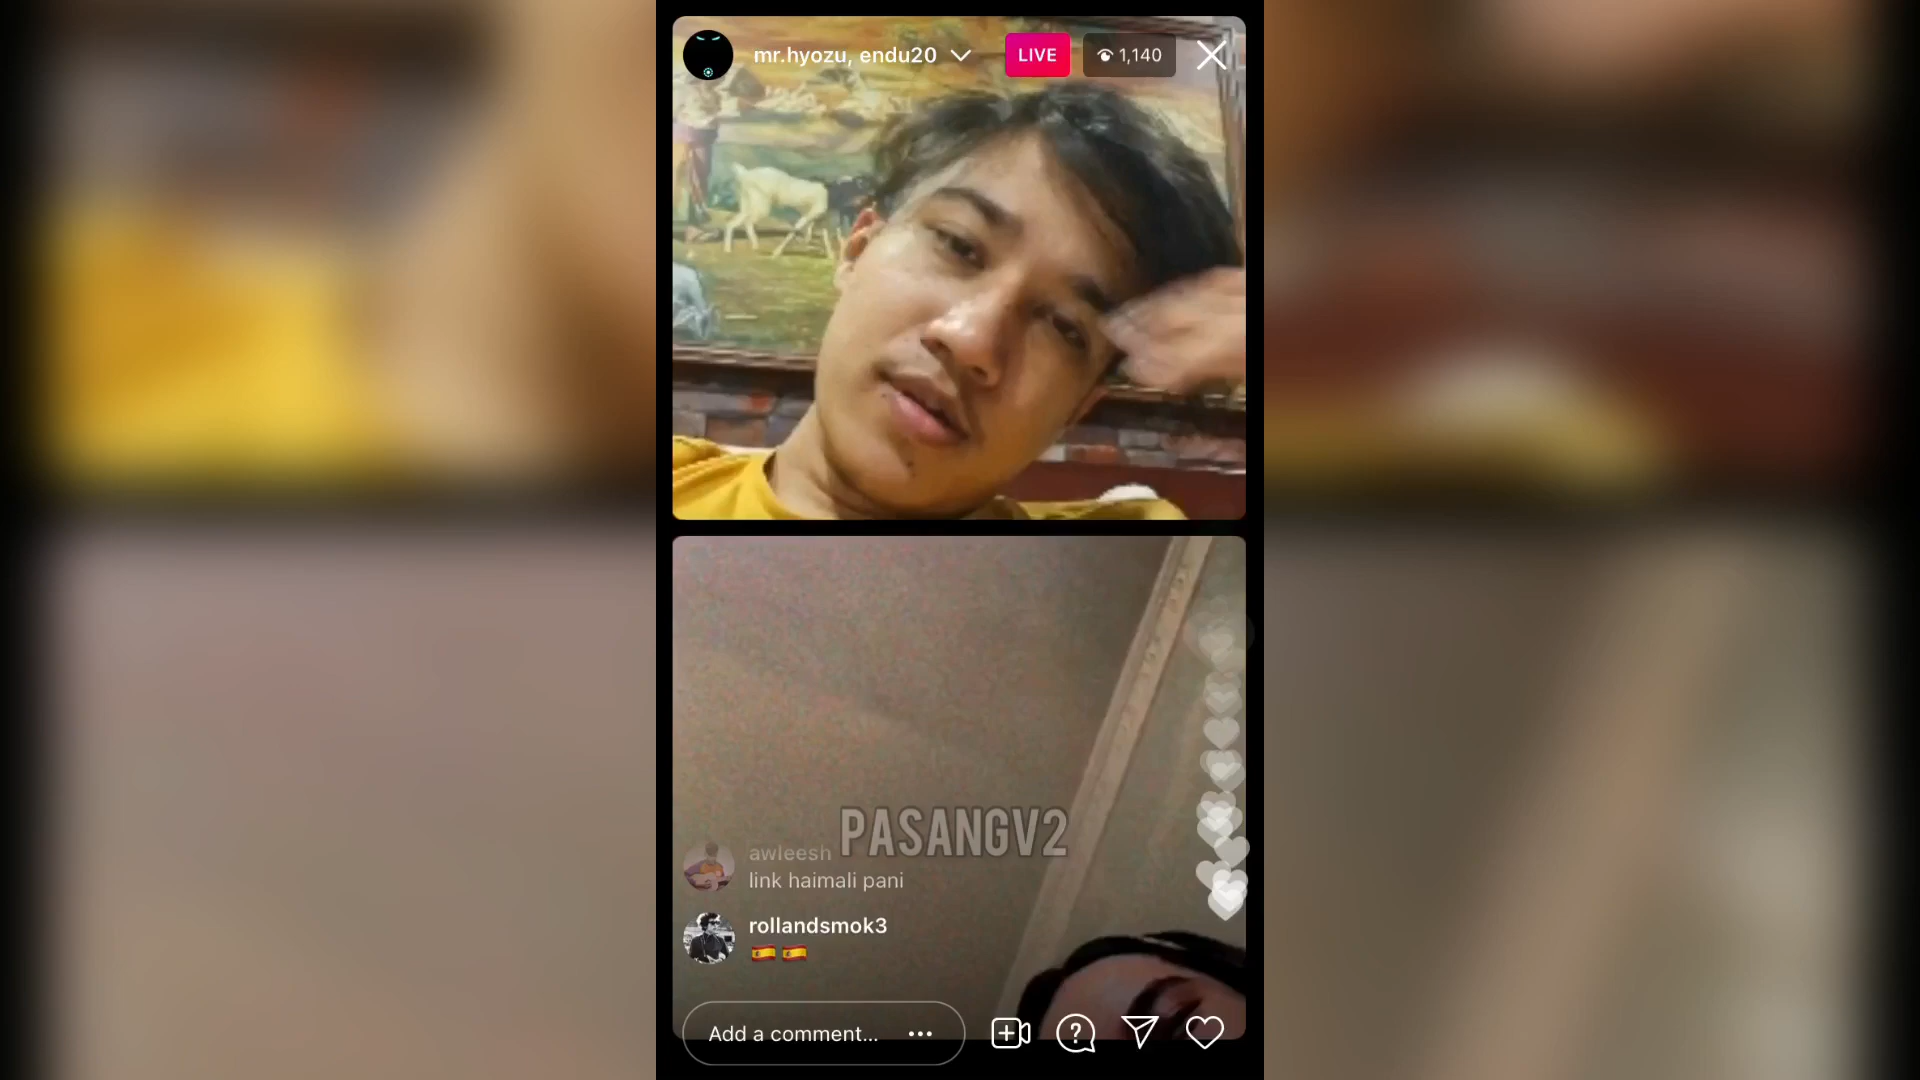 mr.hyozu, endu20
LIVE
1,140
PASANGV2
awleesh
link haimali pani
rollandsmok3
🇪🇸 🇪🇸
Add a comment...